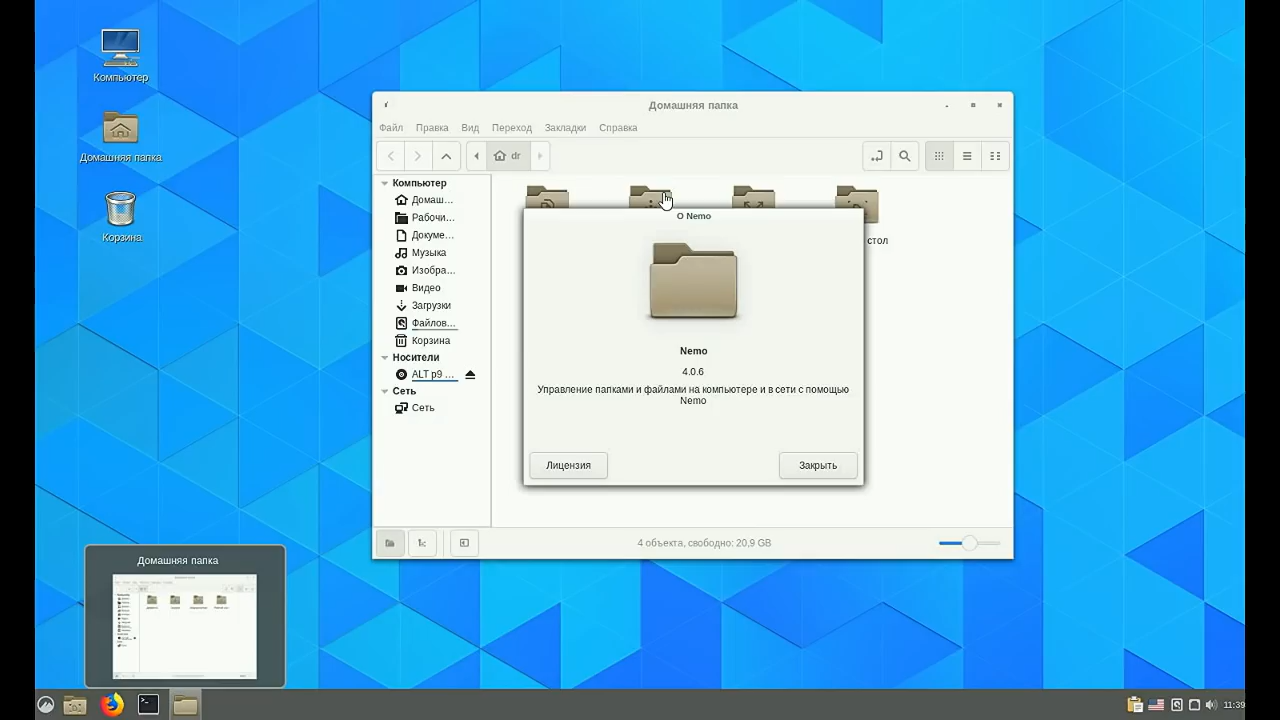 Компьютер
Домашняя папка
Корзина
Домашняя папка
Файл Правка Вид Переход Закладки Справка
dr
Компьютер
Домаш...
Рабочи...
Докуме...
Музыка
Изобра...
Видео
Загрузки
Файлов...
Корзина
Носители
ALT p9 ...
Сеть
Сеть
стол
О Nemo
Nemo
4.0.6
Управление папками и файлами на компьютере и в сети с помощью
Nemo
Лицензия Закрыть
4 объекта, свободно: 20,9 GB
Домашняя папка
11:39